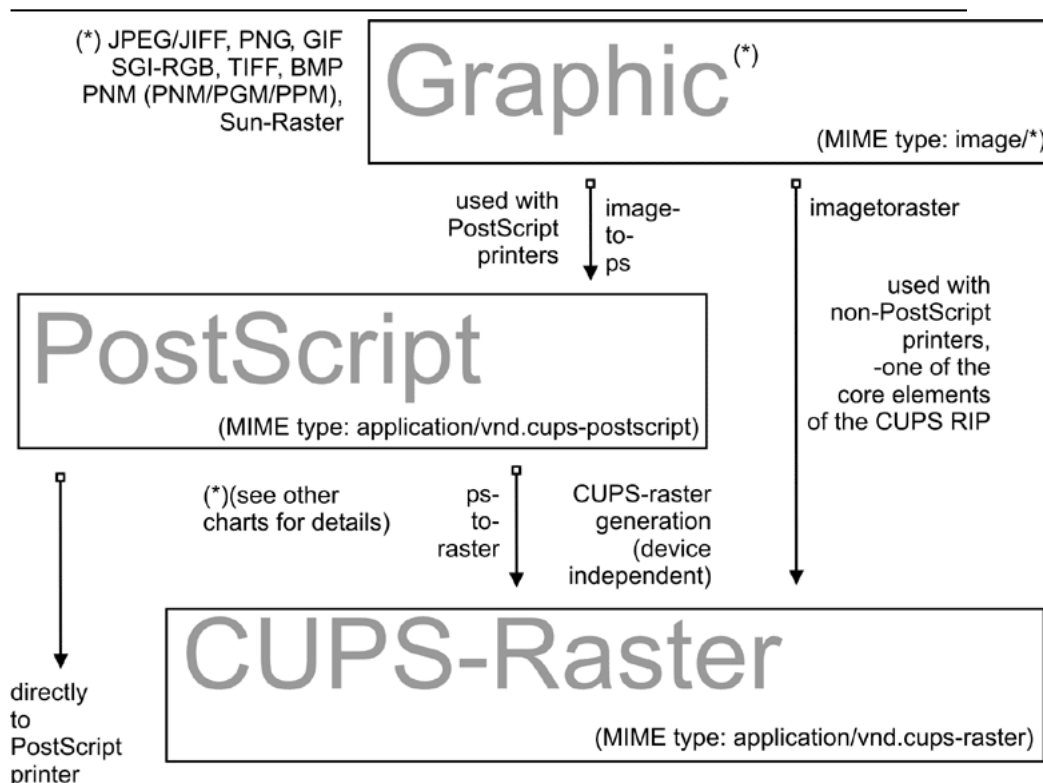 (*) JPEG/JIFF, PNG, GIF
SGI-RGB, TIFF, BMP
PNM (PNM/PGM/PPM),
Sun-Raster
Graphic(*)
(MIME type: image/*)
used with
PostScript
printers
image-
to-
ps
imagetoraster
used with
non-PostScript
printers,
-one of the
core elements
of the CUPS RIP
PostScript
(MIME type: application/vnd.cups-postscript)
(*)(see other
charts for details)
ps-
to-
raster
CUPS-raster
generation
(device
independent)
directly
to
PostScript
printer
CUPS-Raster
(MIME type: application/vnd.cups-raster)